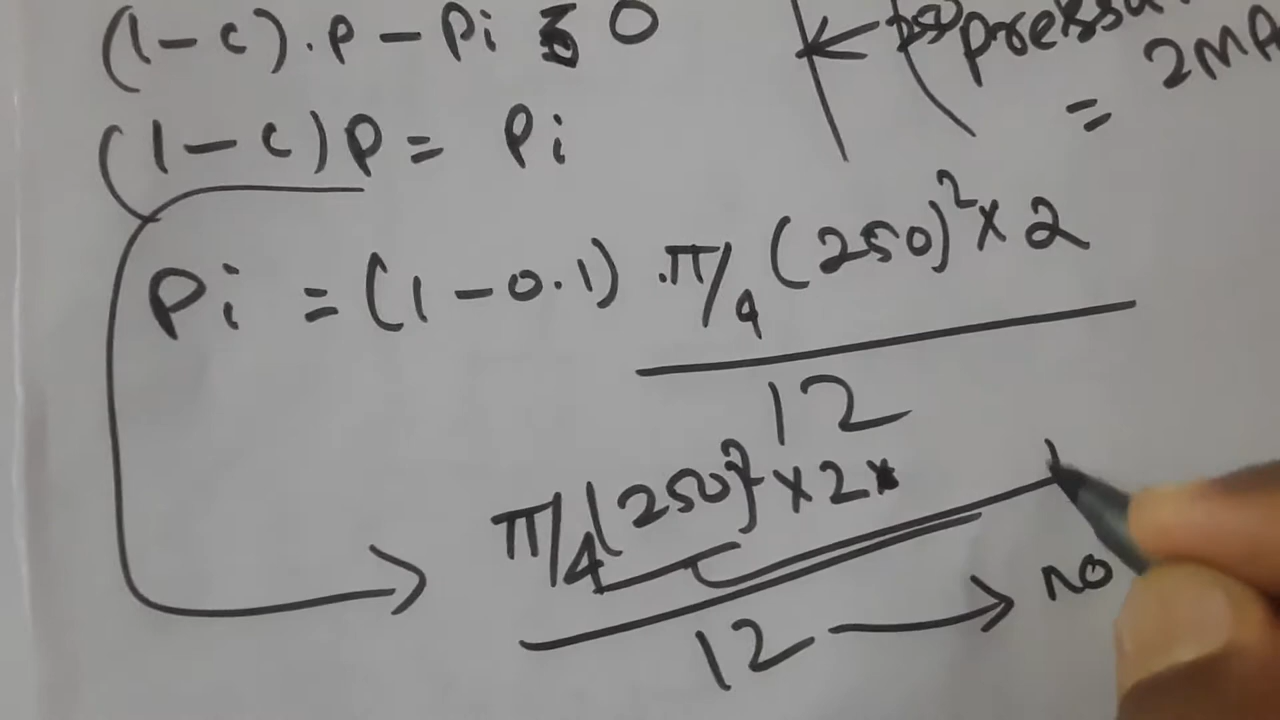 (1-c).p - Pi 0
pressu
= 2MPa
(1-c)P = Pi
Pi = (1-0.1) . π/4 (250)² × 2
12
π/4 (250)² × 2 ×
12 → no